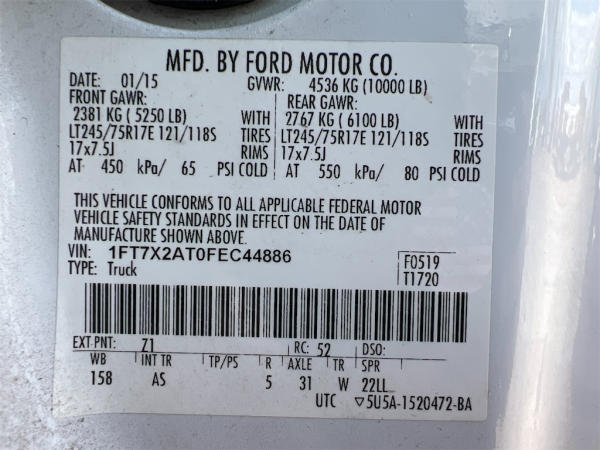 MFD. BY FORD MOTOR CO.
DATE: 01/15 GVWR: 4536 KG (10000 LB)
FRONT GAWR: REAR GAWR:
2381 KG ( 5250 LB) WITH 2767 KG ( 6100 LB) WITH
LT245/75R17E 121/118S TIRES LT245/75R17E 121/118S TIRES
17x7.5J RIMS 17x7.5J RIMS
AT 450 kPa/ 65 PSI COLD AT 550 kPa/ 80 PSI COLD
THIS VEHICLE CONFORMS TO ALL APPLICABLE FEDERAL MOTOR
VEHICLE SAFETY STANDARDS IN EFFECT ON THE DATE OF
MANUFACTURE SHOWN ABOVE.
VIN: 1FT7X2AT0FEC44886 F0519
TYPE: Truck T1720
EXT PNT: Z1 RC: 52 DSO:
WB INT TR TP/PS R AXLE TR SPR
158 AS 5 31 W 22LL
UTC ▽5U5A-1520472-BA